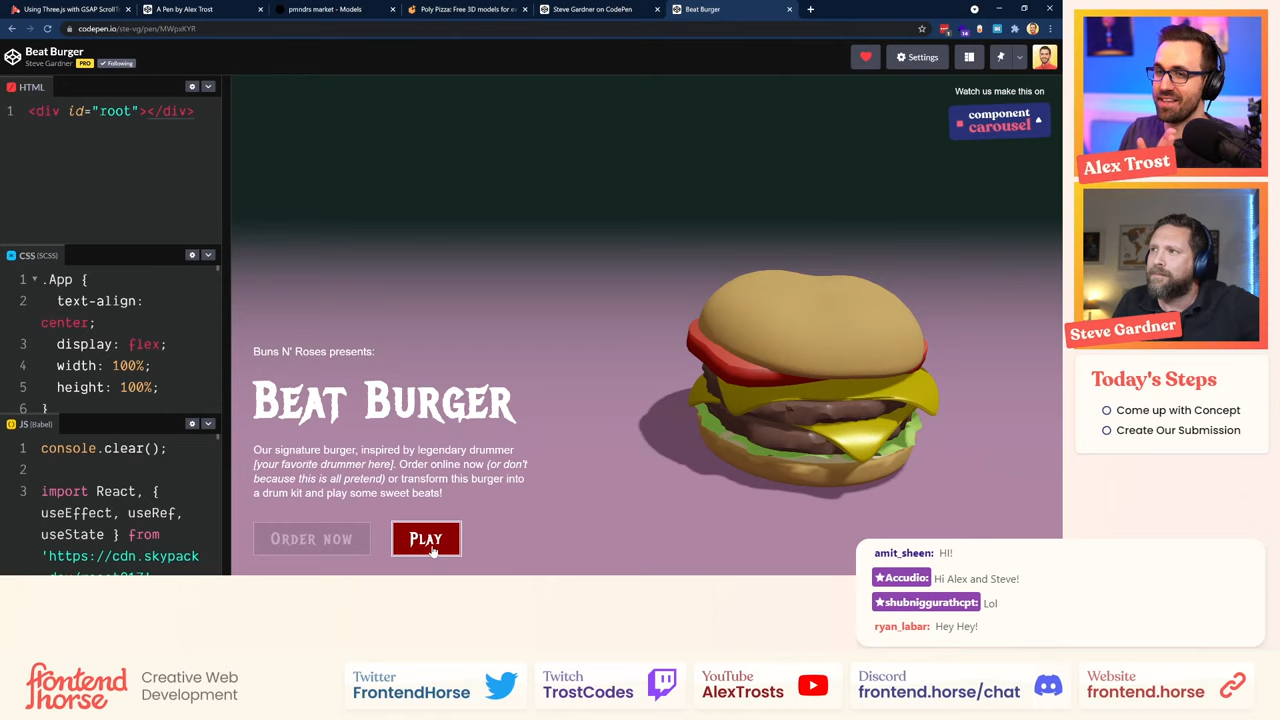 Using Three.js with GSAP ScrollT
A Pen by Alex Trost
pmndrs market - Models
Poly Pizza: Free 3D models for ev
Steve Gardner on CodePen
Beat Burger
codepen.io/ste-vg/pen/MWpxKYR
Beat Burger
Steve Gardner PRO ✓ Following
Settings
HTML
1 <div id="root"></div>
CSS (SCSS)
1 .App {
2 text-align:
center;
3 display: flex;
4 width: 100%;
5 height: 100%;
6 }
JS (Babel)
1 console.clear();
2
3 import React, {
useEffect, useRef,
useState } from
'https://cdn.skypack
Watch us make this on
component
carousel
Buns N' Roses presents:
Beat Burger
Our signature burger, inspired by legendary drummer
[your favorite drummer here]. Order online now (or don't
because this is all pretend) or transform this burger into
a drum kit and play some sweet beats!
Order now
Play
Alex Trost
Steve Gardner
Today's Steps
Come up with Concept
Create Our Submission
amit_sheen: HI!
★Accudio: Hi Alex and Steve!
★shubniggurathcpt: Lol
ryan_labar: Hey Hey!
frontend
horse
Creative Web
Development
Twitter
FrontendHorse
Twitch
TrostCodes
YouTube
AlexTrosts
Discord
frontend.horse/chat
Website
frontend.horse